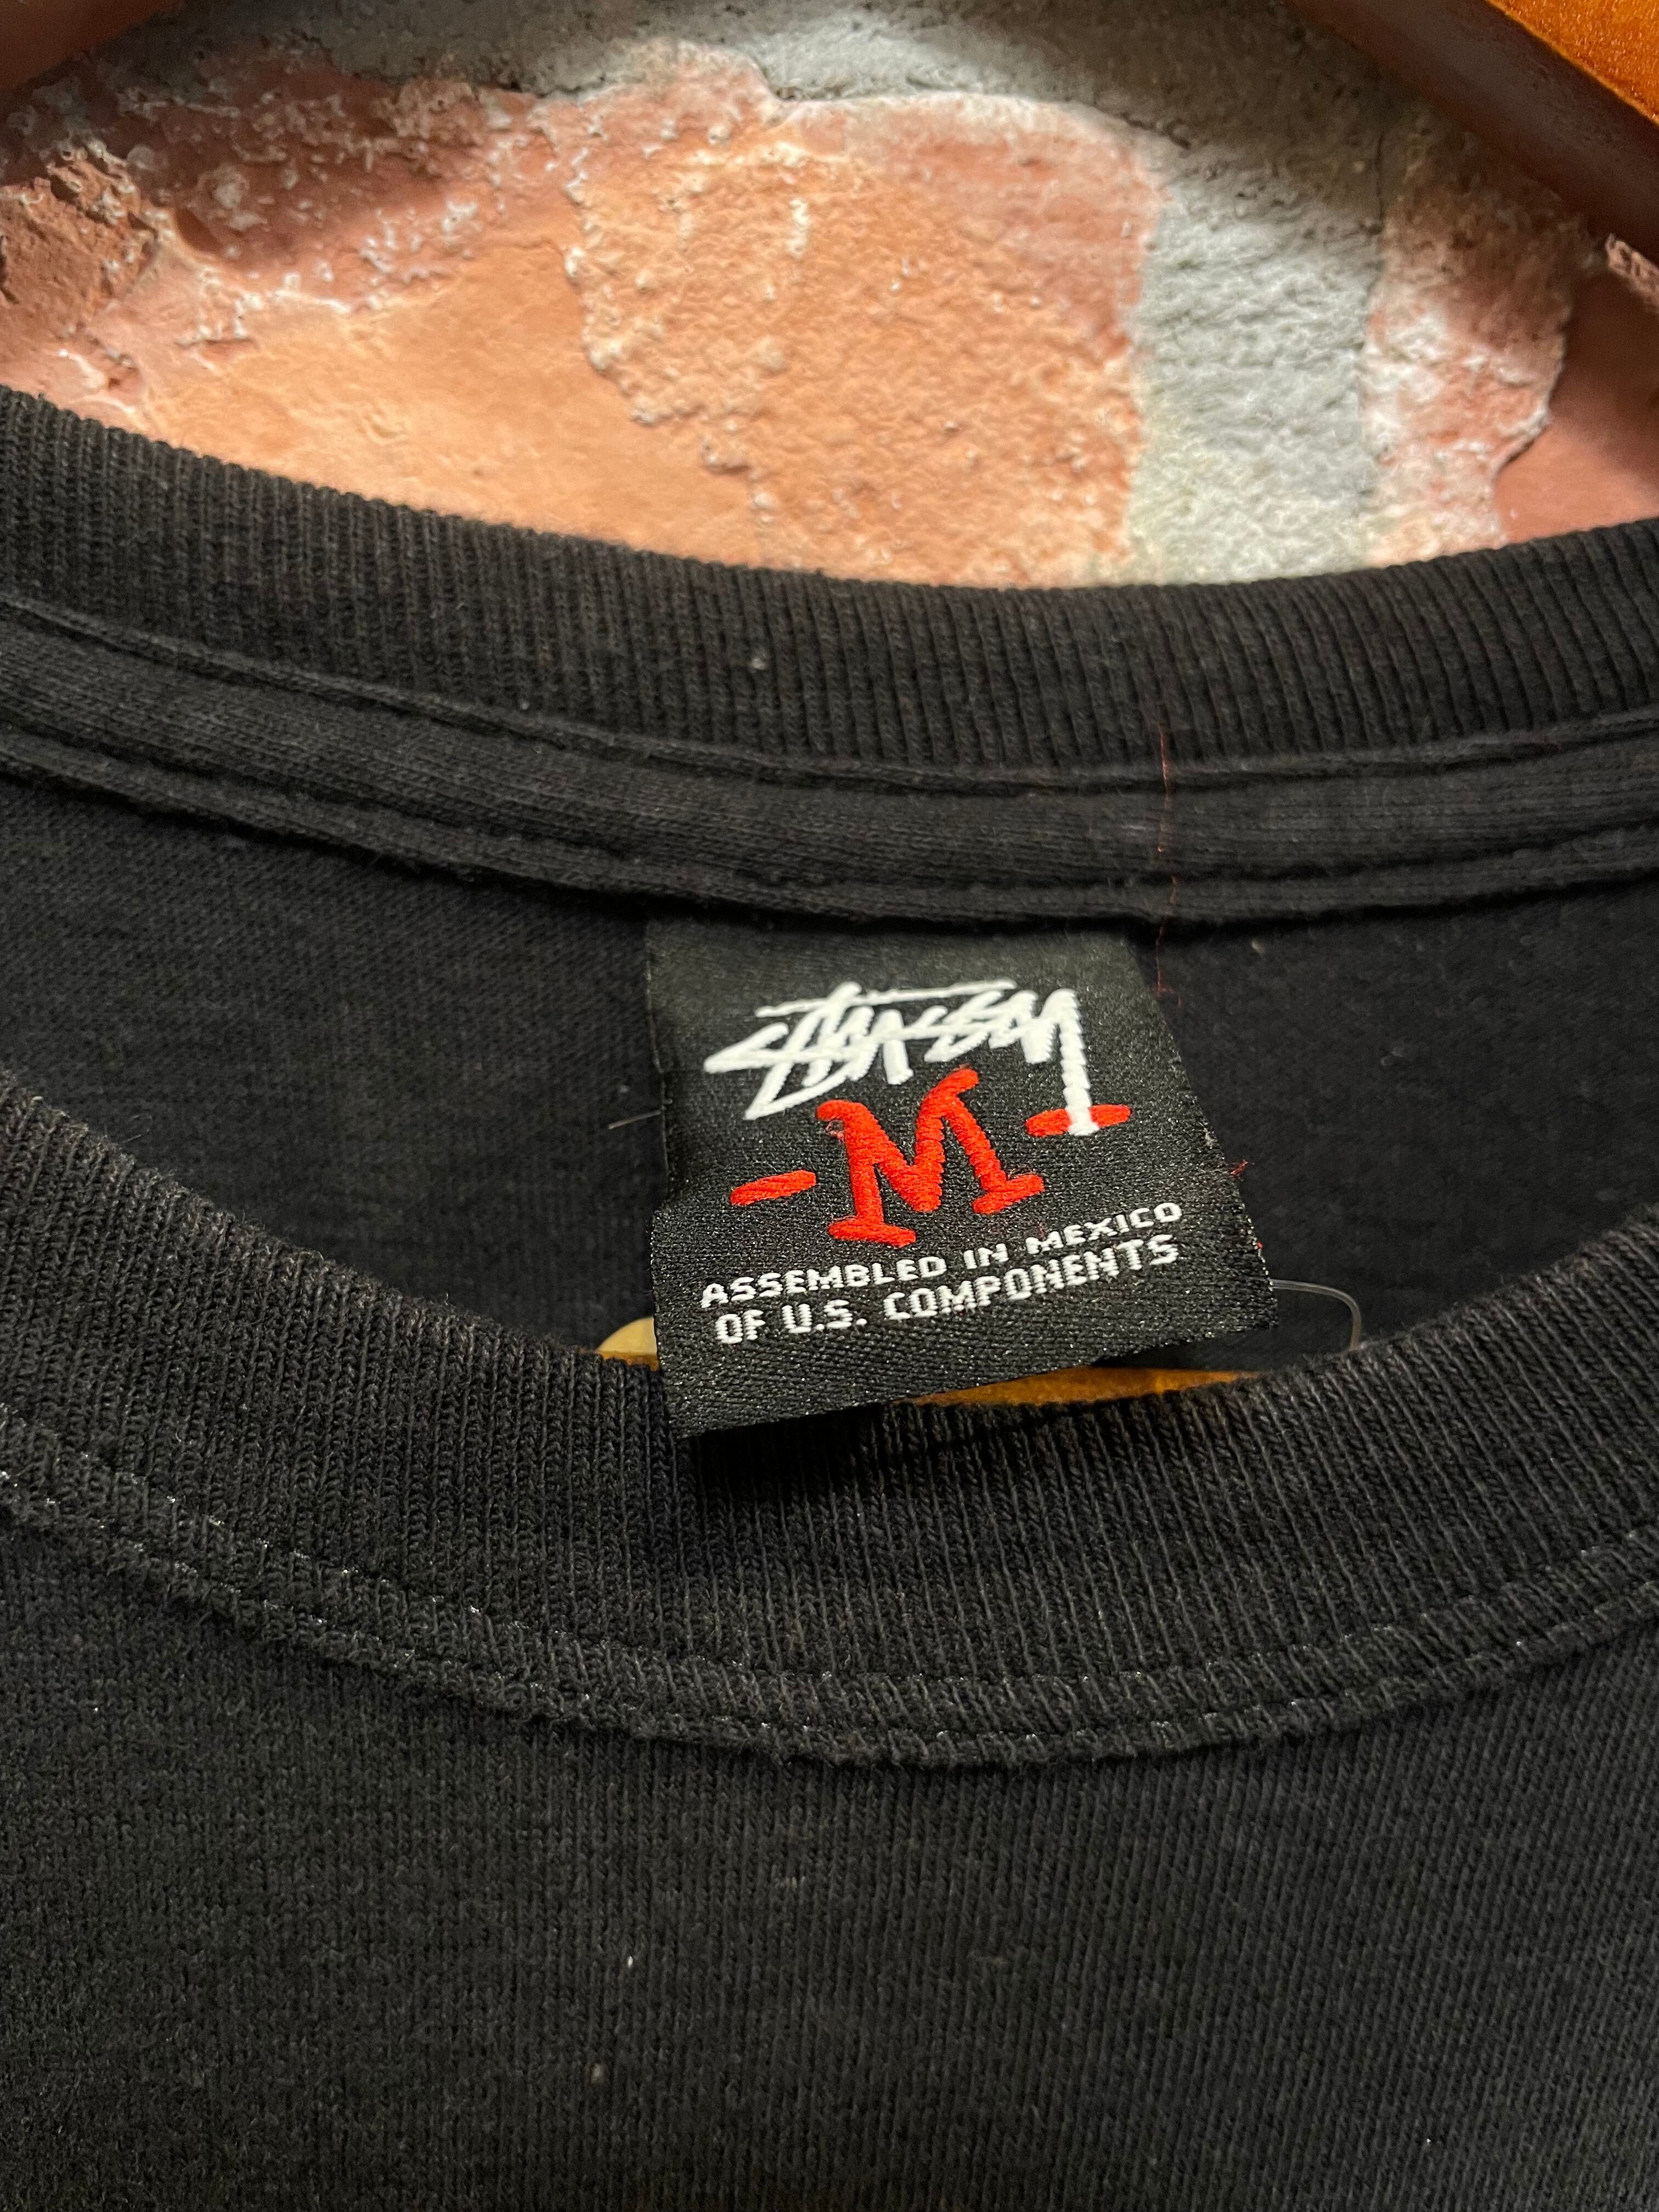 Stussy
- M -
ASSEMBLED IN MEXICO
OF U.S. COMPONENTS